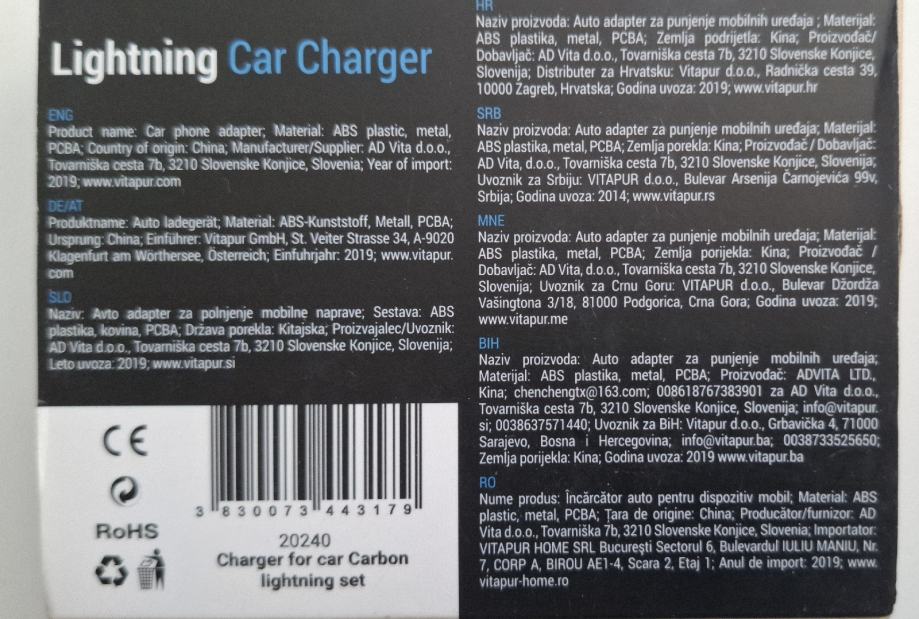 Lightning Car Charger
ENG
Product name: Car phone adapter; Material: ABS plastic, metal,
PCBA; Country of origin: China; Manufacturer/Supplier: AD Vita d.o.o.,
Tovarniška cesta 7b, 3210 Slovenske Konjice, Slovenia; Year of import:
2019; www.vitapur.com
DE/AT
Produktname: Auto ladegerät; Material: ABS-Kunststoff, Metall, PCBA;
Ursprung: China; Einführer: Vitapur GmbH, St. Veiter Strasse 34, A-9020
Klagenfurt am Wörthersee, Österreich; Einfuhrjahr: 2019; www.vitapur.
com
SLO
Naziv: Avto adapter za polnjenje mobilne naprave; Sestava: ABS
plastika, kovina, PCBA; Država porekla: Kitajska; Proizvajalec/Uvoznik:
AD Vita d.o.o., Tovarniška cesta 7b, 3210 Slovenske Konjice, Slovenija;
Leto uvoza: 2019; www.vitapur.si
CE
RoHS
3 830073 443179
20240
Charger for car Carbon
lightning set
HR
Naziv proizvoda: Auto adapter za punjenje mobilnih uređaja ; Materijal:
ABS plastika, metal, PCBA; Zemlja podrijetla: Kina; Proizvođač/
Dobavljač: AD Vita d.o.o., Tovarniška cesta 7b, 3210 Slovenske Konjice,
Slovenija; Distributer za Hrvatsku: Vitapur d.o.o., Radnička cesta 39,
10000 Zagreb, Hrvatska; Godina uvoza: 2019; www.vitapur.hr
SRB
Naziv proizvoda: Auto adapter za punjenje mobilnih uređaja; Materijal:
ABS plastika, metal, PCBA; Zemlja porekla: Kina; Proizvođač / Dobavljač:
AD Vita, d.o.o., Tovarniška cesta 7b, 3210 Slovenske Konjice, Slovenija;
Uvoznik za Srbiju: VITAPUR d.o.o., Bulevar Arsenija Čarnojevića 99v,
Srbija; Godina uvoza: 2014; www.vitapur.rs
MNE
Naziv proizvoda: Auto adapter za punjenje mobilnih uređaja; Materijal:
ABS plastika, metal, PCBA; Zemlja porijekla: Kina; Proizvođač /
Dobavljač: AD Vita, d.o.o., Tovarniška cesta 7b, 3210 Slovenske Konjice,
Slovenija; Uvoznik za Crnu Goru: VITAPUR d.o.o., Bulevar Džordža
Vašingtona 3/18, 81000 Podgorica, Crna Gora; Godina uvoza: 2019;
www.vitapur.me
BIH
Naziv proizvoda: Auto adapter za punjenje mobilnih uređaja;
Materijal: ABS plastika, metal, PCBA; Proizvođač: ADVITA LTD.,
Kina; chenchengtx@163.com; 008618767383901 za AD Vita d.o.o.,
Tovarniška cesta 7b, 3210 Slovenske Konjice, Slovenija; info@vitapur.
si; 0038637571440; Uvoznik za BiH: Vitapur d.o.o., Grbavička 4, 71000
Sarajevo, Bosna i Hercegovina; info@vitapur.ba; 0038733525650;
Zemlja porijekla: Kina; Godina uvoza: 2019 www.vitapur.ba
RO
Nume produs: Încărcător auto pentru dispozitiv mobil; Material: ABS
plastic, metal, PCBA; Țara de origine: China; Producător/furnizor: AD
Vita d.o.o., Tovarniška 7b, 3210 Slovenske Konjice, Slovenia; Importator:
VITAPUR HOME SRL București Sectorul 6, Bulevardul IULIU MANIU, Nr.
7, CORP A, BIROU AE1-4, Scara 2, Etaj 1; Anul de import: 2019; www.
vitapur-home.ro